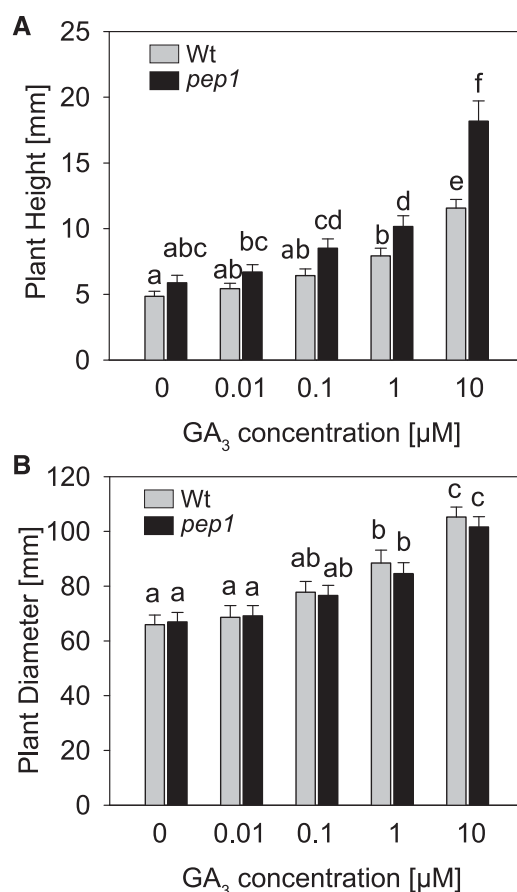 A
25
20
15
10
5
0
Plant Height [mm]
Wt
pep1
a abc ab bc ab cd b d e f
0 0.01 0.1 1 10
GA₃ concentration [µM]
B
120
100
80
60
40
20
0
Plant Diameter [mm]
Wt
pep1
a a a a ab ab b b c c
0 0.01 0.1 1 10
GA₃ concentration [µM]